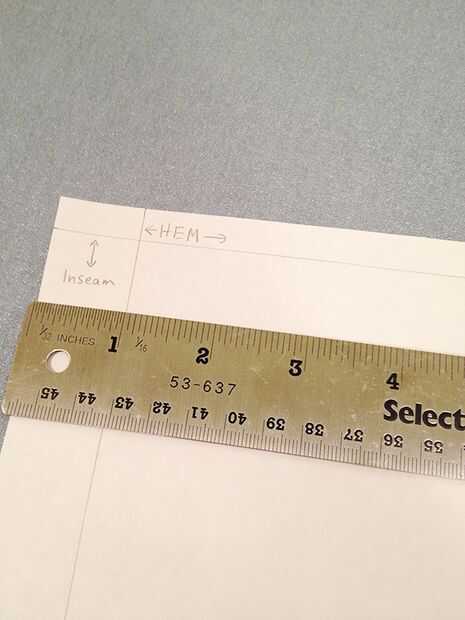 ←HEM→
Inseam
1/32 INCHES 1 1/16 2 3 4
53-637
Select
45 44 43 42 41 40 39 38 37 36 35